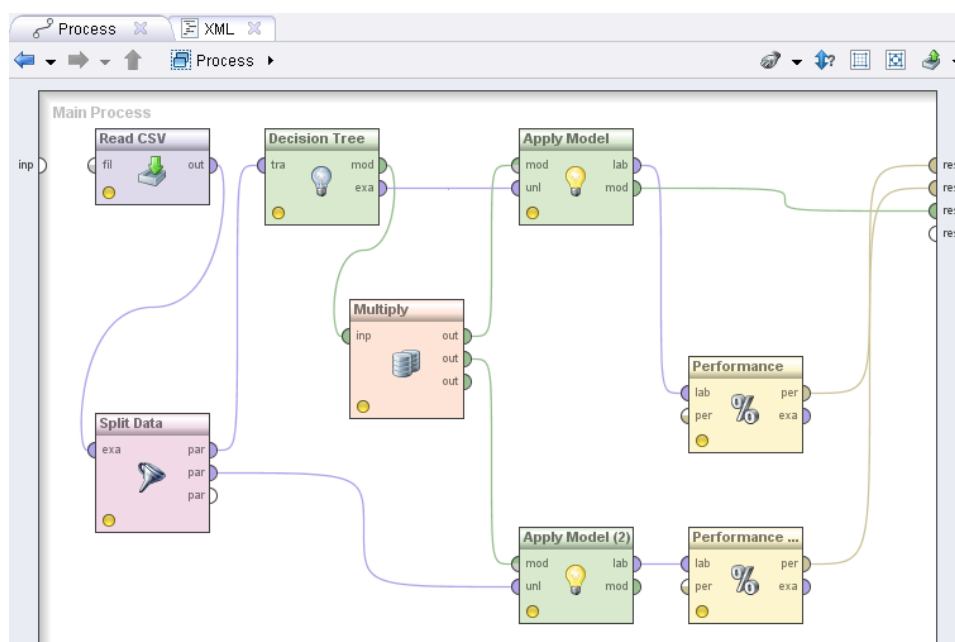 Process
XML
Process
Main Process
Read CSV
fil out
Decision Tree
tra mod
exa
Apply Model
mod lab
unl mod
inp
res
res
res
res
Multiply
inp out
out
out
Performance
lab per
per exa
Split Data
exa par
par
par
Apply Model (2)
mod lab
unl mod
Performance ...
lab per
per exa